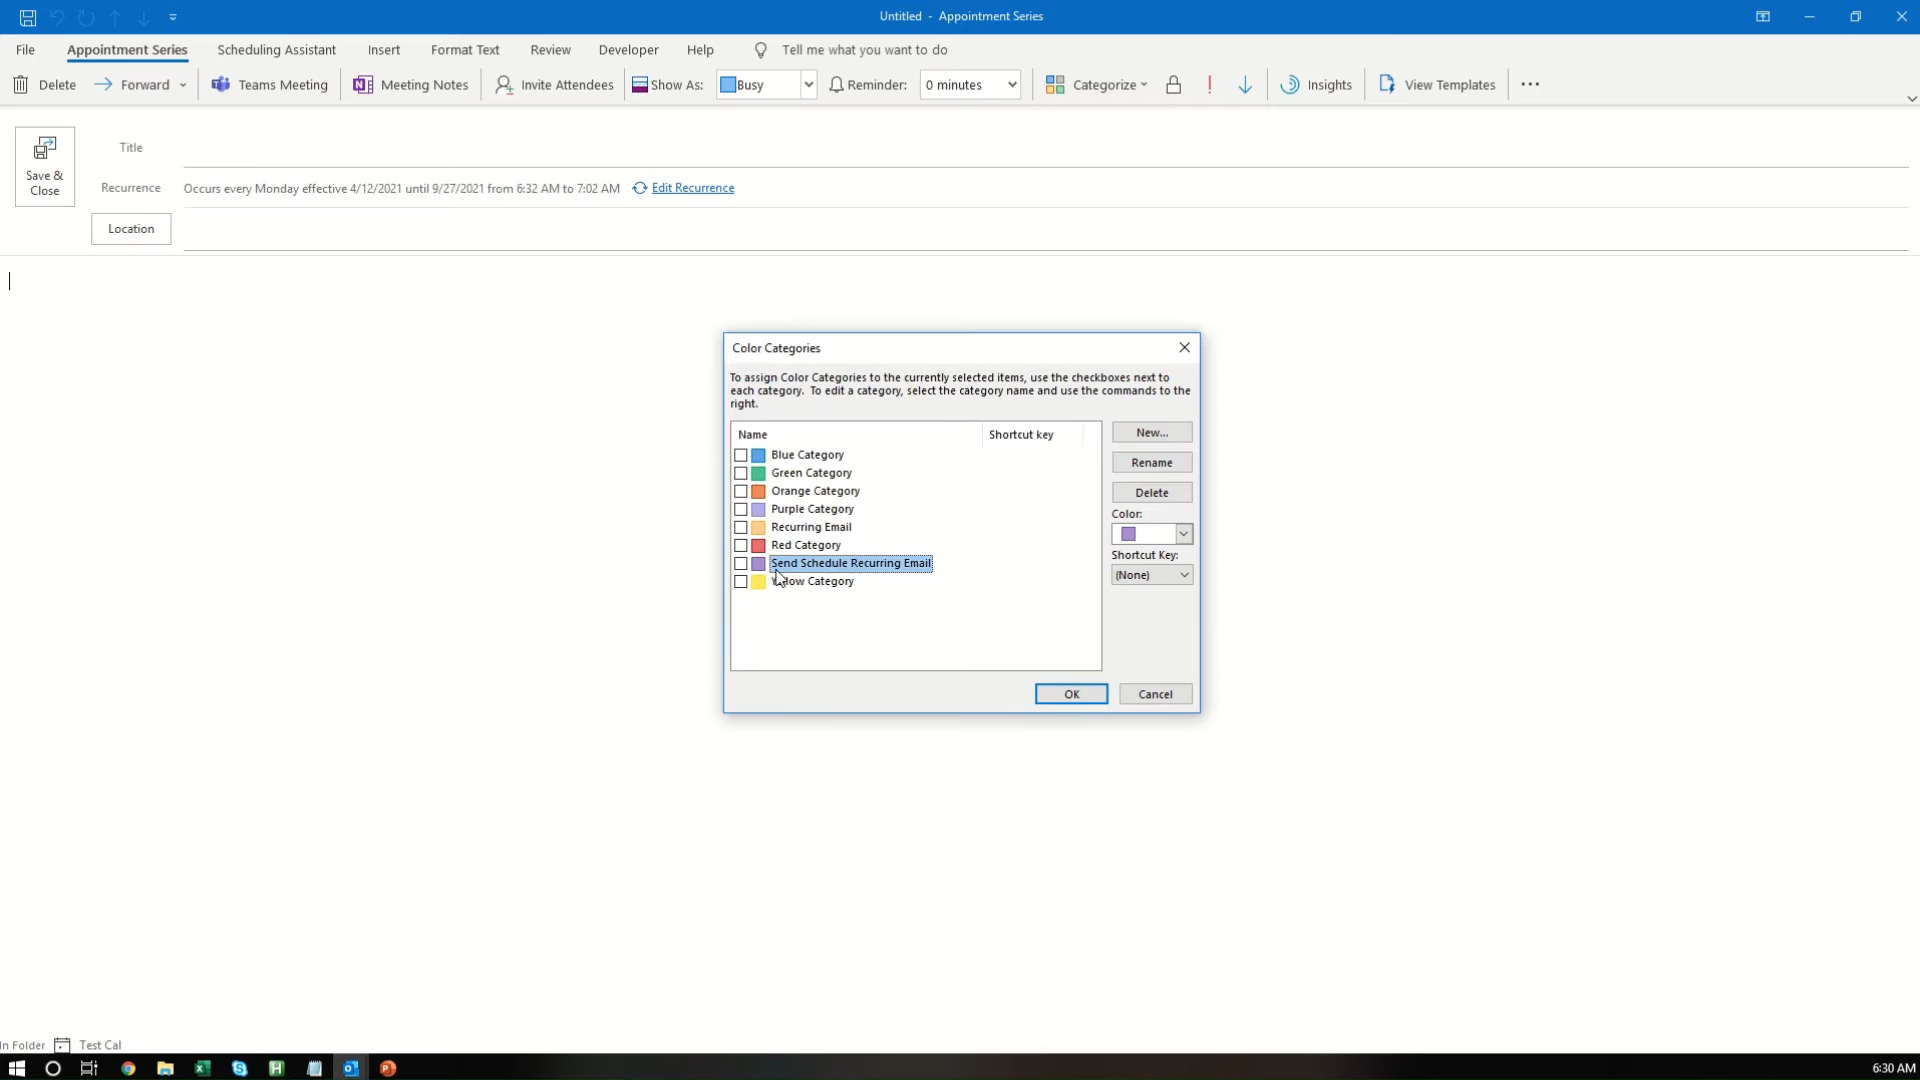 Untitled - Appointment Series
File Appointment Series Scheduling Assistant Insert Format Text Review Developer Help Tell me what you want to do
Delete Forward Teams Meeting Meeting Notes Invite Attendees Show As: Busy Reminder: 0 minutes Categorize Insights View Templates
Save & Close
Title
Recurrence Occurs every Monday effective 4/12/2021 until 9/27/2021 from 6:32 AM to 7:02 AM Edit Recurrence
Location
Color Categories
To assign Color Categories to the currently selected items, use the checkboxes next to
each category. To edit a category, select the category name and use the commands to the
right.
Name Shortcut key
Blue Category
Green Category
Orange Category
Purple Category
Recurring Email
Red Category
Send Schedule Recurring Email
Yellow Category
New...
Rename
Delete
Color:
Shortcut Key:
(None)
OK Cancel
In Folder Test Cal
6:30 AM